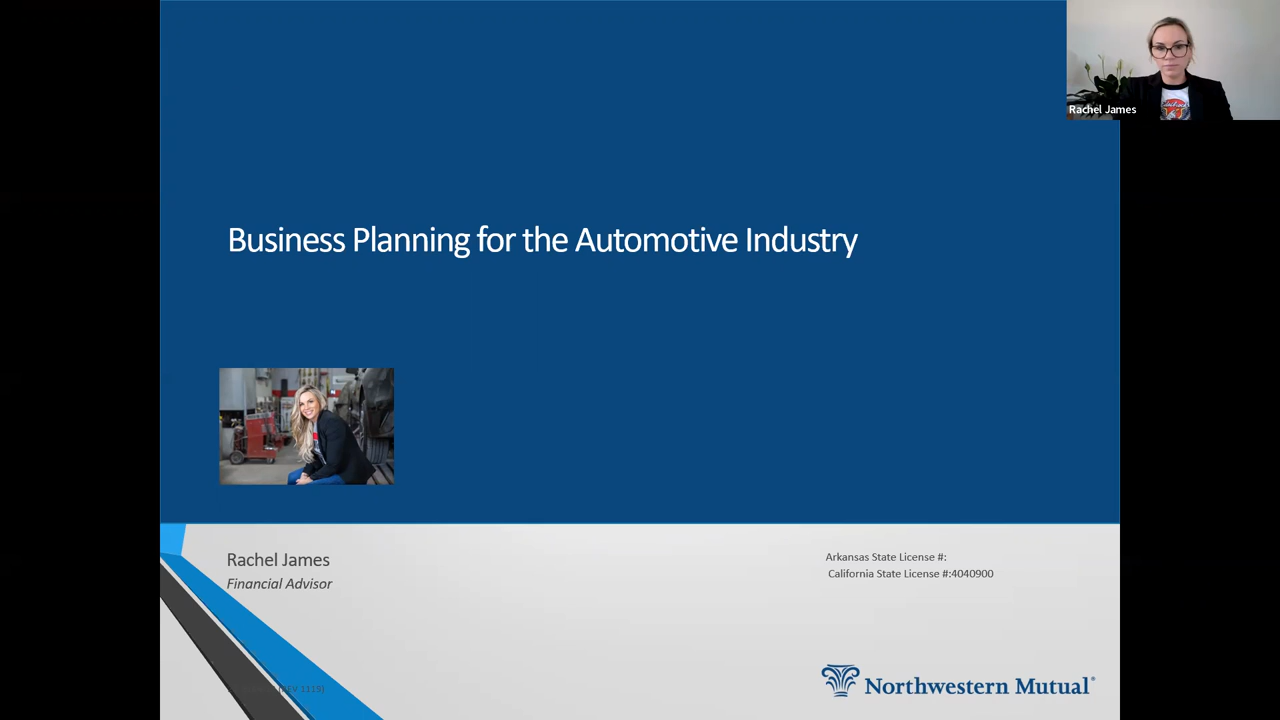 Rachel James
Business Planning for the Automotive Industry
Rachel James
Financial Advisor
Arkansas State License #:
California State License #:4040900
Northwestern Mutual®